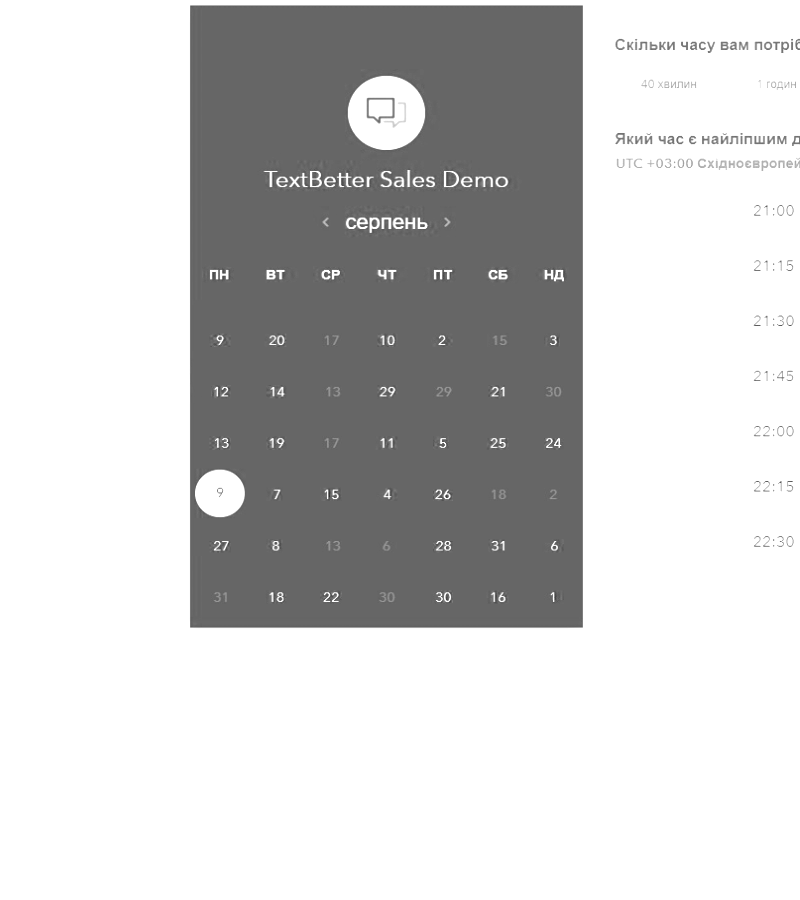 TextBetter Sales Demo
‹ серпень ›
ПН ВТ СР ЧТ ПТ СБ НД
9 20 17 10 2 15 3
12 14 13 29 29 21 30
13 19 17 11 5 25 24
9 7 15 4 26 18 2
27 8 13 6 28 31 6
31 18 22 30 30 16 1
Скільки часу вам потріб
40 хвилин 1 годин
Який час є найліпшим д
UTC +03:00 Східноєвропей
21:00
21:15
21:30
21:45
22:00
22:15
22:30